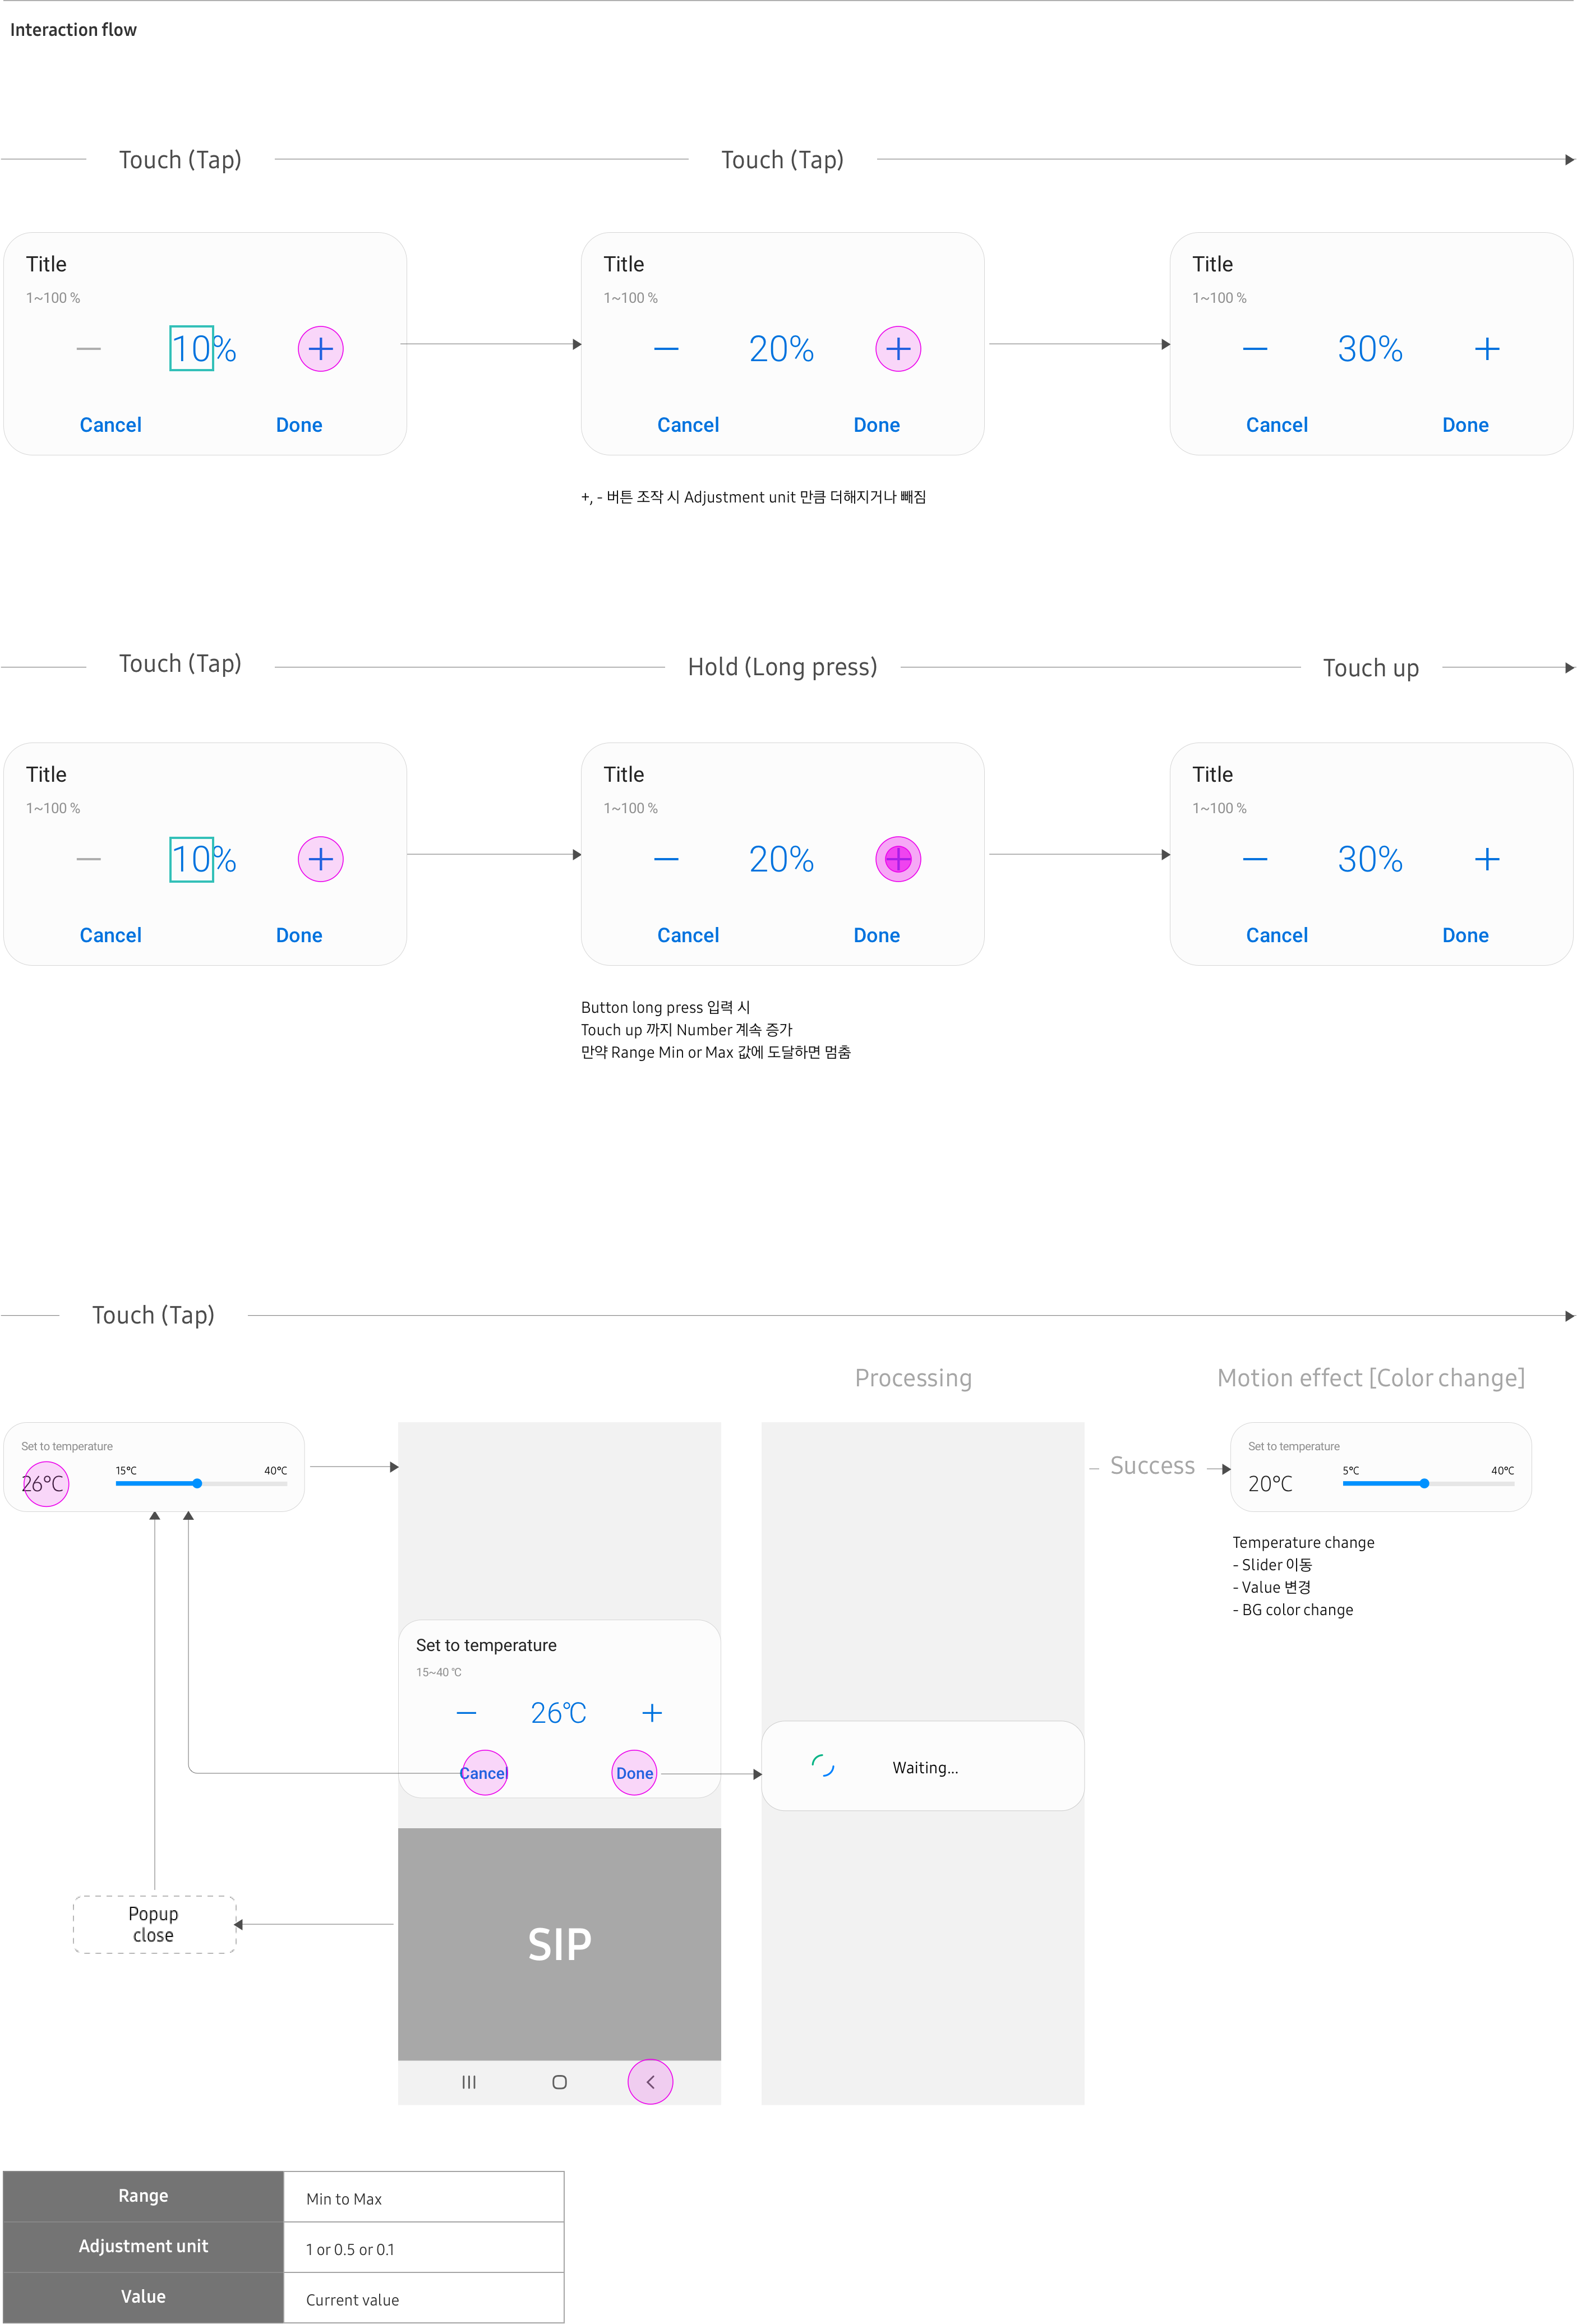 Interaction flow
Touch (Tap)
Touch (Tap)
Title
1~100 %
10%
Cancel
Done
Title
1~100 %
20%
Cancel
Done
Title
1~100 %
30%
Cancel
Done
+, - 버튼 조작 시 Adjustment unit 만큼 더해지거나 빼짐
Touch (Tap)
Hold (Long press)
Touch up
Title
1~100 %
10%
Cancel
Done
Title
1~100 %
20%
Cancel
Done
Title
1~100 %
30%
Cancel
Done
Button long press 입력 시
Touch up 까지 Number 계속 증가
만약 Range Min or Max 값에 도달하면 멈춤
Touch (Tap)
Processing
Motion effect [Color change]
Set to temperature
26℃
15℃
40℃
Success
Set to temperature
20℃
5℃
40℃
Temperature change
- Slider 이동
- Value 변경
- BG color change
Set to temperature
15~40 ℃
26℃
Cancel
Done
Waiting...
Popup
close
SIP
Range
Min to Max
Adjustment unit
1 or 0.5 or 0.1
Value
Current value